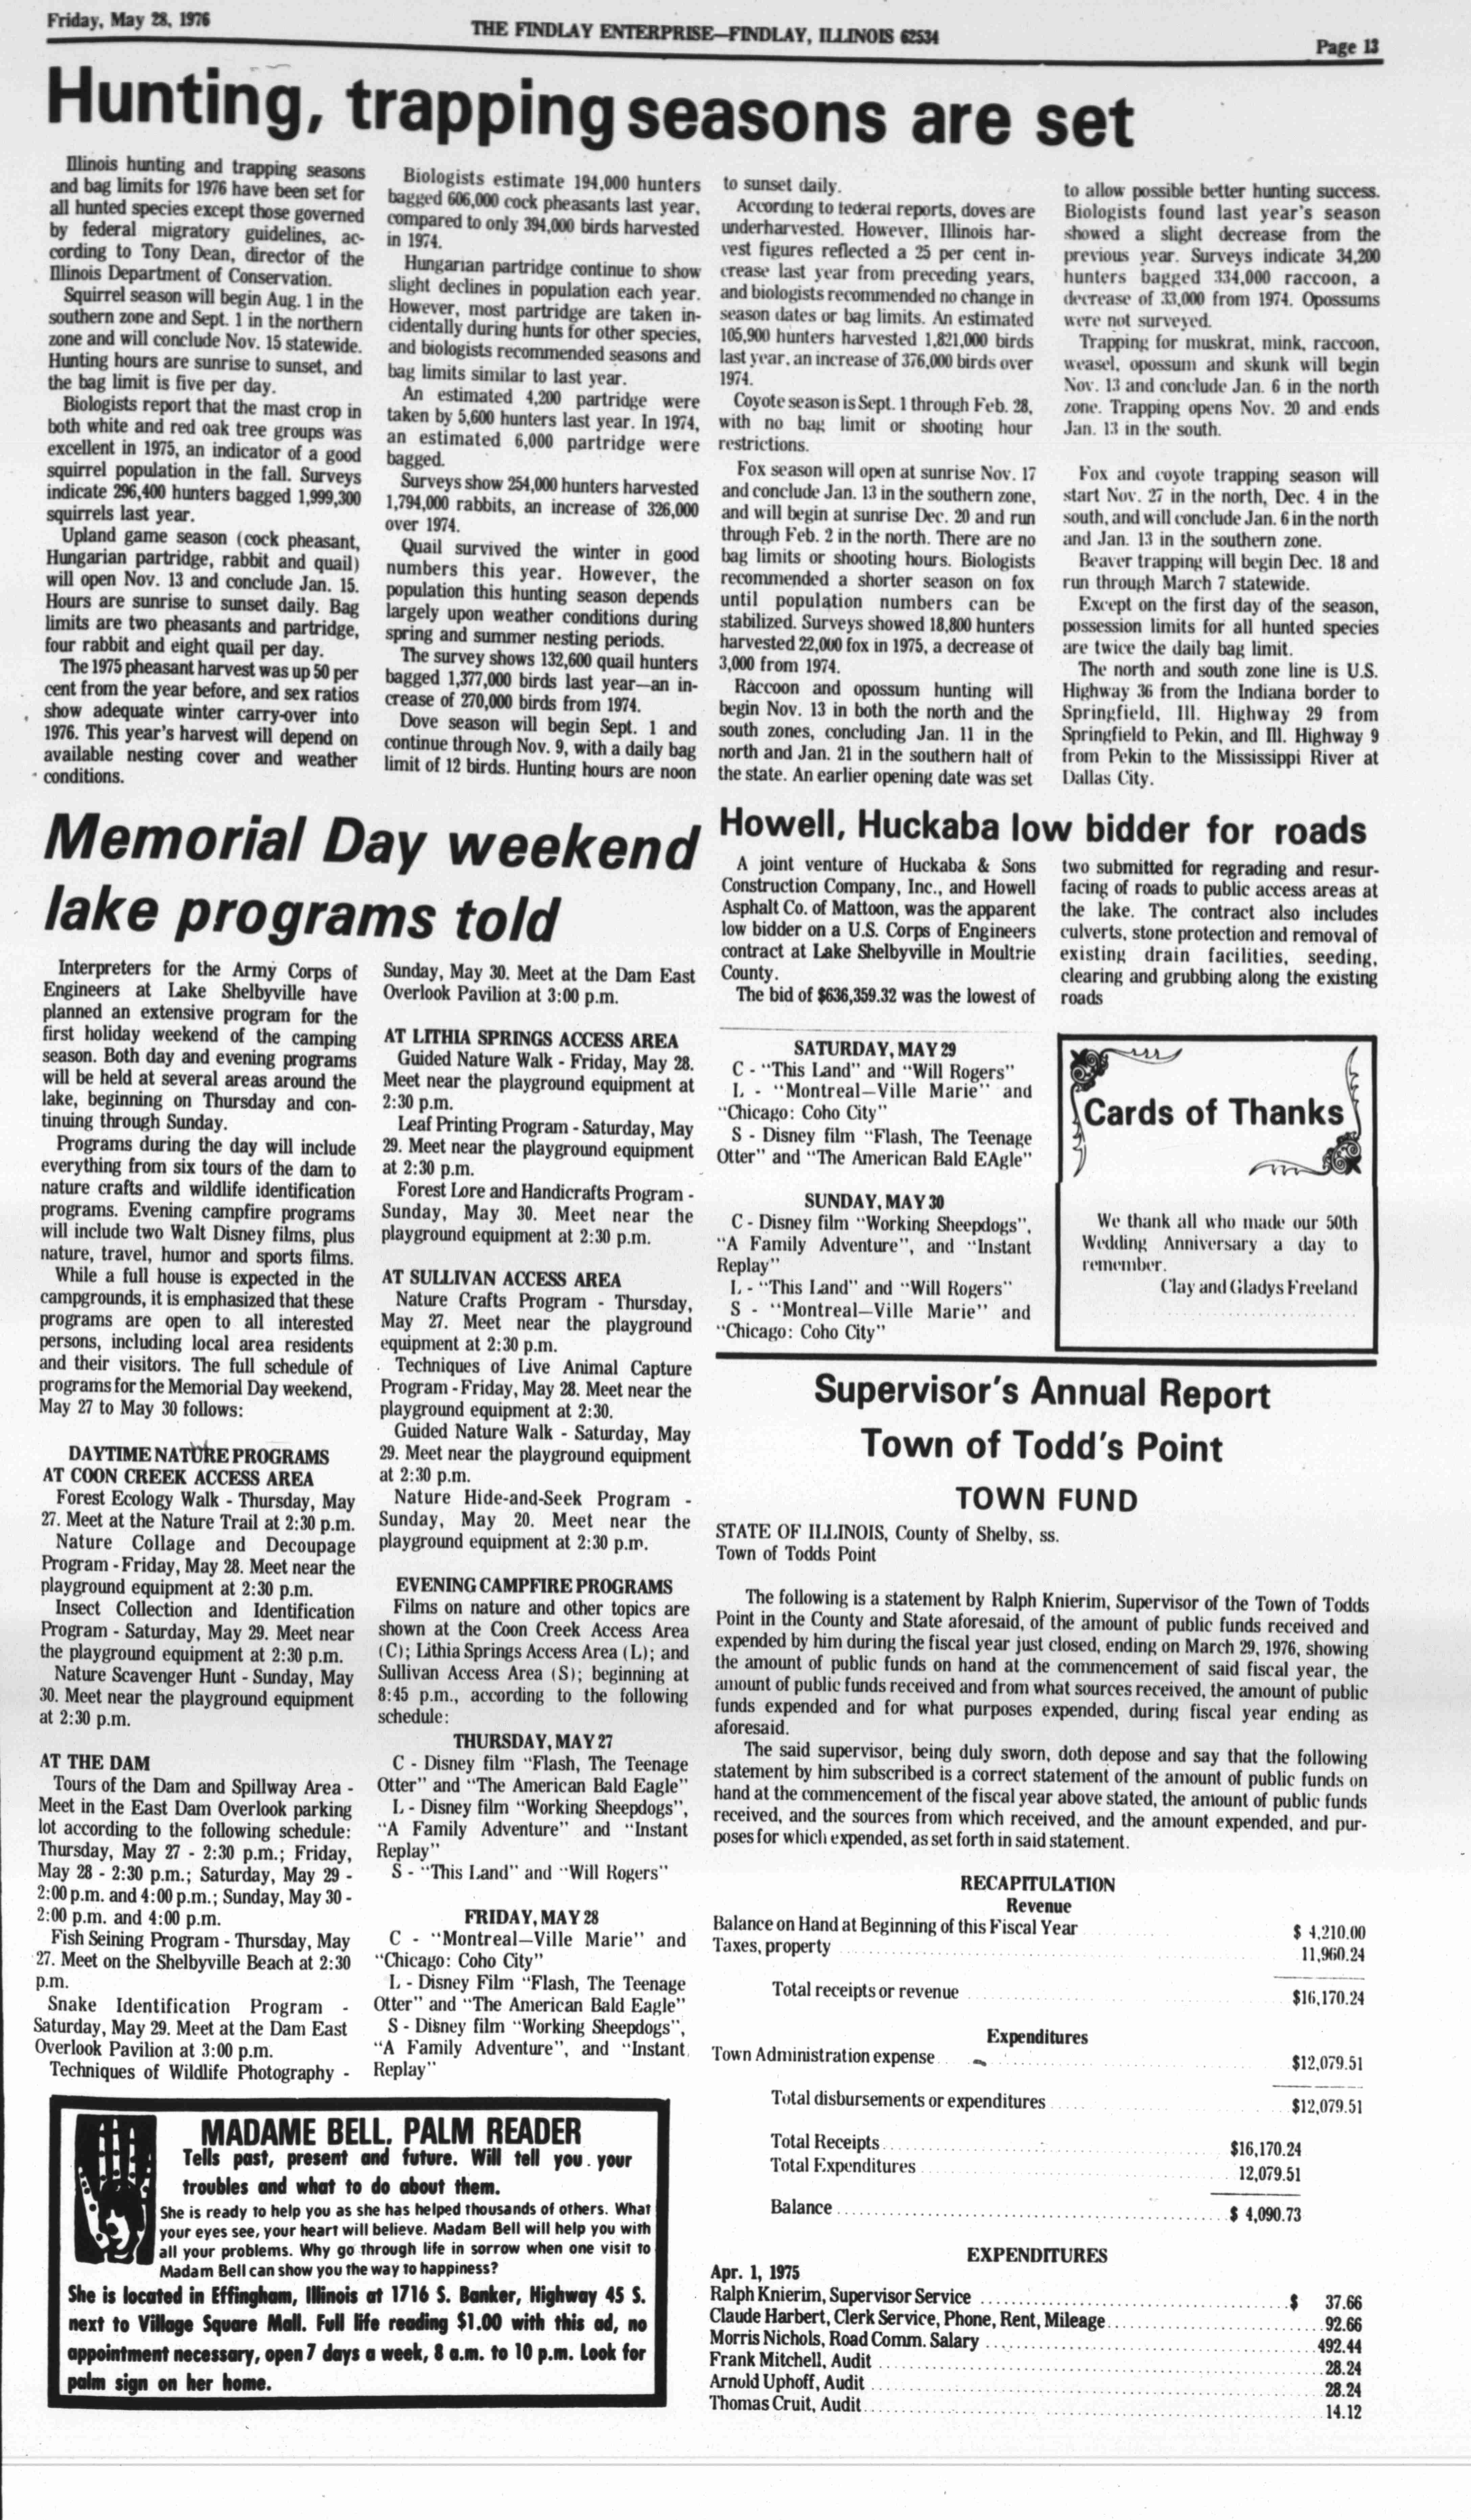 Friday, May 28, 1976
THE FINDLAY ENTERPRISE—FINDLAY, ILLINOIS 62534
Page 13
Hunting, trapping seasons are set
Illinois hunting and trapping seasons
and bag limits for 1976 have been set for
all hunted species except those governed
by federal migratory guidelines, ac-
cording to Tony Dean, director of the
Illinois Department of Conservation.
Squirrel season will begin Aug. 1 in the
southern zone and Sept. 1 in the northern
zone and will conclude Nov. 15 statewide.
Hunting hours are sunrise to sunset, and
the bag limit is five per day.
Biologists report that the mast crop in
both white and red oak tree groups was
excellent in 1975, an indicator of a good
squirrel population in the fall. Surveys
indicate 296,400 hunters bagged 1,999,300
squirrels last year.
Upland game season (cock pheasant,
Hungarian partridge, rabbit and quail)
will open Nov. 13 and conclude Jan. 15.
Hours are sunrise to sunset daily. Bag
limits are two pheasants and partridge,
four rabbit and eight quail per day.
The 1975 pheasant harvest was up 50 per
cent from the year before, and sex ratios
show adequate winter carry-over into
1976. This year's harvest will depend on
available nesting cover and weather
conditions.
Biologists estimate 194,000 hunters
bagged 606,000 cock pheasants last year,
compared to only 394,000 birds harvested
in 1974.
Hungarian partridge continue to show
slight declines in population each year.
However, most partridge are taken in-
cidentally during hunts for other species,
and biologists recommended seasons and
bag limits similar to last year.
An estimated 4,200 partridge were
taken by 5,600 hunters last year. In 1974,
an estimated 6,000 partridge were
bagged.
Surveys show 254,000 hunters harvested
1,794,000 rabbits, an increase of 326,000
over 1974.
Quail survived the winter in good
numbers this year. However, the
population this hunting season depends
largely upon weather conditions during
spring and summer nesting periods.
The survey shows 132,600 quail hunters
bagged 1,377,000 birds last year—an in-
crease of 270,000 birds from 1974.
Dove season will begin Sept. 1 and
continue through Nov. 9, with a daily bag
limit of 12 birds. Hunting hours are noon
to sunset daily.
According to federal reports, doves are
underharvested. However, Illinois har-
vest figures reflected a 25 per cent in-
crease last year from preceding years,
and biologists recommended no change in
season dates or bag limits. An estimated
105,900 hunters harvested 1,821,000 birds
last year, an increase of 376,000 birds over
1974.
Coyote season is Sept. 1 through Feb. 28,
with no bag limit or shooting hour
restrictions.
Fox season will open at sunrise Nov. 17
and conclude Jan. 13 in the southern zone,
and will begin at sunrise Dec. 20 and run
through Feb. 2 in the north. There are no
bag limits or shooting hours. Biologists
recommended a shorter season on fox
until population numbers can be
stabilized. Surveys showed 18,800 hunters
harvested 22,000 fox in 1975, a decrease of
3,000 from 1974.
Raccoon and opossum hunting will
begin Nov. 13 in both the north and the
south zones, concluding Jan. 11 in the
north and Jan. 21 in the southern half of
the state. An earlier opening date was set
to allow possible better hunting success.
Biologists found last year's season
showed a slight decrease from the
previous year. Surveys indicate 34,200
hunters bagged 334,000 raccoon, a
decrease of 33,000 from 1974. Opossums
were not surveyed.
Trapping for muskrat, mink, raccoon,
weasel, opossum and skunk will begin
Nov. 13 and conclude Jan. 6 in the north
zone. Trapping opens Nov. 20 and ends
Jan. 13 in the south.
Fox and coyote trapping season will
start Nov. 27 in the north, Dec. 4 in the
south, and will conclude Jan. 6 in the north
and Jan. 13 in the southern zone.
Beaver trapping will begin Dec. 18 and
run through March 7 statewide.
Except on the first day of the season,
possession limits for all hunted species
are twice the daily bag limit.
The north and south zone line is U.S.
Highway 36 from the Indiana border to
Springfield, Ill. Highway 29 from
Springfield to Pekin, and Ill. Highway 9
from Pekin to the Mississippi River at
Dallas City.
Memorial Day weekend
lake programs told
Interpreters for the Army Corps of
Engineers at Lake Shelbyville have
planned an extensive program for the
first holiday weekend of the camping
season. Both day and evening programs
will be held at several areas around the
lake, beginning on Thursday and con-
tinuing through Sunday.
Programs during the day will include
everything from six tours of the dam to
nature crafts and wildlife identification
programs. Evening campfire programs
will include two Walt Disney films, plus
nature, travel, humor and sports films.
While a full house is expected in the
campgrounds, it is emphasized that these
programs are open to all interested
persons, including local area residents
and their visitors. The full schedule of
programs for the Memorial Day weekend,
May 27 to May 30 follows:
DAYTIME NATURE PROGRAMS
AT COON CREEK ACCESS AREA
Forest Ecology Walk - Thursday, May
27. Meet at the Nature Trail at 2:30 p.m.
Nature Collage and Decoupage
Program - Friday, May 28. Meet near the
playground equipment at 2:30 p.m.
Insect Collection and Identification
Program - Saturday, May 29. Meet near
the playground equipment at 2:30 p.m.
Nature Scavenger Hunt - Sunday, May
30. Meet near the playground equipment
at 2:30 p.m.
AT THE DAM
Tours of the Dam and Spillway Area -
Meet in the East Dam Overlook parking
lot according to the following schedule:
Thursday, May 27 - 2:30 p.m.; Friday,
May 28 - 2:30 p.m.; Saturday, May 29 -
2:00 p.m. and 4:00 p.m.; Sunday, May 30 -
2:00 p.m. and 4:00 p.m.
Fish Seining Program - Thursday, May
27. Meet on the Shelbyville Beach at 2:30
p.m.
Snake Identification Program -
Saturday, May 29. Meet at the Dam East
Overlook Pavilion at 3:00 p.m.
Techniques of Wildlife Photography -
Sunday, May 30. Meet at the Dam East
Overlook Pavilion at 3:00 p.m.
AT LITHIA SPRINGS ACCESS AREA
Guided Nature Walk - Friday, May 28.
Meet near the playground equipment at
2:30 p.m.
Leaf Printing Program - Saturday, May
29. Meet near the playground equipment
at 2:30 p.m.
Forest Lore and Handicrafts Program -
Sunday, May 30. Meet near the
playground equipment at 2:30 p.m.
AT SULLIVAN ACCESS AREA
Nature Crafts Program - Thursday,
May 27. Meet near the playground
equipment at 2:30 p.m.
Techniques of Live Animal Capture
Program - Friday, May 28. Meet near the
playground equipment at 2:30.
Guided Nature Walk - Saturday, May
29. Meet near the playground equipment
at 2:30 p.m.
Nature Hide-and-Seek Program -
Sunday, May 20. Meet near the
playground equipment at 2:30 p.m.
EVENING CAMPFIRE PROGRAMS
Films on nature and other topics are
shown at the Coon Creek Access Area
(C); Lithia Springs Access Area (L); and
Sullivan Access Area (S); beginning at
8:45 p.m., according to the following
schedule:
THURSDAY, MAY 27
C - Disney film "Flash, The Teenage
Otter" and "The American Bald Eagle"
L - Disney film "Working Sheepdogs",
"A Family Adventure" and "Instant
Replay"
S - "This Land" and "Will Rogers"
FRIDAY, MAY 28
C - "Montreal—Ville Marie" and
"Chicago: Coho City"
L - Disney Film "Flash, The Teenage
Otter" and "The American Bald Eagle"
S - Disney film "Working Sheepdogs",
"A Family Adventure", and "Instant
Replay"
Howell, Huckaba low bidder for roads
A joint venture of Huckaba & Sons
Construction Company, Inc., and Howell
Asphalt Co. of Mattoon, was the apparent
low bidder on a U.S. Corps of Engineers
contract at Lake Shelbyville in Moultrie
County.
The bid of $636,359.32 was the lowest of
two submitted for regrading and resur-
facing of roads to public access areas at
the lake. The contract also includes
culverts, stone protection and removal of
existing drain facilities, seeding,
clearing and grubbing along the existing
roads
SATURDAY, MAY 29
C - "This Land" and "Will Rogers"
L - "Montreal—Ville Marie" and
"Chicago: Coho City"
S - Disney film "Flash, The Teenage
Otter" and "The American Bald EAgle"
SUNDAY, MAY 30
C - Disney film "Working Sheepdogs",
"A Family Adventure", and "Instant
Replay"
L - "This Land" and "Will Rogers"
S - "Montreal—Ville Marie" and
"Chicago: Coho City"
Cards of Thanks
We thank all who made our 50th
Wedding Anniversary a day to
remember.
Clay and Gladys Freeland
Supervisor's Annual Report
Town of Todd's Point
TOWN FUND
STATE OF ILLINOIS, County of Shelby, ss.
Town of Todds Point
The following is a statement by Ralph Knierim, Supervisor of the Town of Todds
Point in the County and State aforesaid, of the amount of public funds received and
expended by him during the fiscal year just closed, ending on March 29, 1976, showing
the amount of public funds on hand at the commencement of said fiscal year, the
amount of public funds received and from what sources received, the amount of public
funds expended and for what purposes expended, during fiscal year ending as
aforesaid.
The said supervisor, being duly sworn, doth depose and say that the following
statement by him subscribed is a correct statement of the amount of public funds on
hand at the commencement of the fiscal year above stated, the amount of public funds
received, and the sources from which received, and the amount expended, and pur-
poses for which expended, as set forth in said statement.
RECAPITULATION
Revenue
Balance on Hand at Beginning of this Fiscal Year $ 4,210.00
Taxes, property 11,960.24
Total receipts or revenue $16,170.24
Expenditures
Town Administration expense $12,079.51
Total disbursements or expenditures $12,079.51
Total Receipts $16,170.24
Total Expenditures 12,079.51
Balance $ 4,090.73
EXPENDITURES
Apr. 1, 1975
Ralph Knierim, Supervisor Service $ 37.66
Claude Harbert, Clerk Service, Phone, Rent, Mileage 92.66
Morris Nichols, Road Comm. Salary 492.44
Frank Mitchell, Audit 28.24
Arnold Uphoff, Audit 28.24
Thomas Cruit, Audit 14.12
MADAME BELL, PALM READER
Tells past, present and future. Will tell you your
troubles and what to do about them.
She is ready to help you as she has helped thousands of others. What
your eyes see, your heart will believe. Madam Bell will help you with
all your problems. Why go through life in sorrow when one visit to
Madam Bell can show you the way to happiness?
She is located in Effingham, Illinois at 1716 S. Banker, Highway 45 S.
next to Village Square Mall. Full life reading $1.00 with this ad, no
appointment necessary, open 7 days a week, 8 a.m. to 10 p.m. Look for
palm sign on her home.